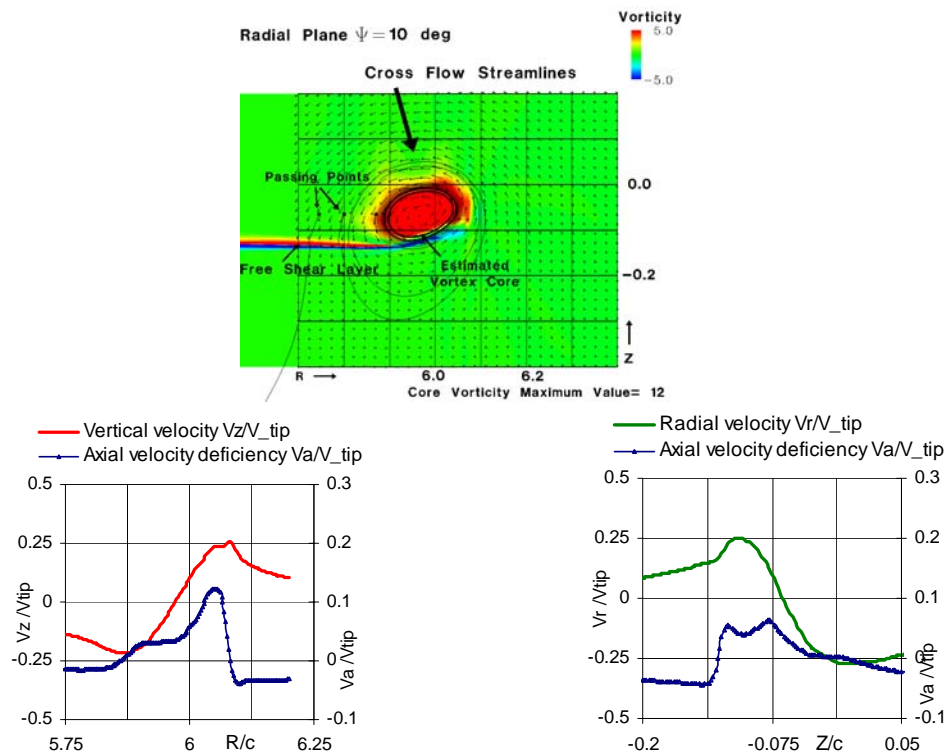 Vorticity
5.0
-5.0
Radial Plane Ψ = 10 deg
Cross Flow Streamlines
Passing Points
0.0
Free Shear Layer
Estimated
Vortex Core
-0.2
Z
R → 6.0 6.2
Core Vorticity Maximum Value= 12
Vertical velocity Vz/V_tip
Axial velocity deficiency Va/V_tip
0.5
0.25
0
-0.25
-0.5
Vz /Vtip
0.3
0.2
0.1
0
-0.1
Va /Vtip
5.75 6 R/c 6.25
Radial velocity Vr/V_tip
Axial velocity deficiency Va/V_tip
0.5
0.25
0
-0.25
-0.5
Vr /Vtip
0.3
0.2
0.1
0
-0.1
Va /Vtip
-0.2 -0.075 Z/c 0.05